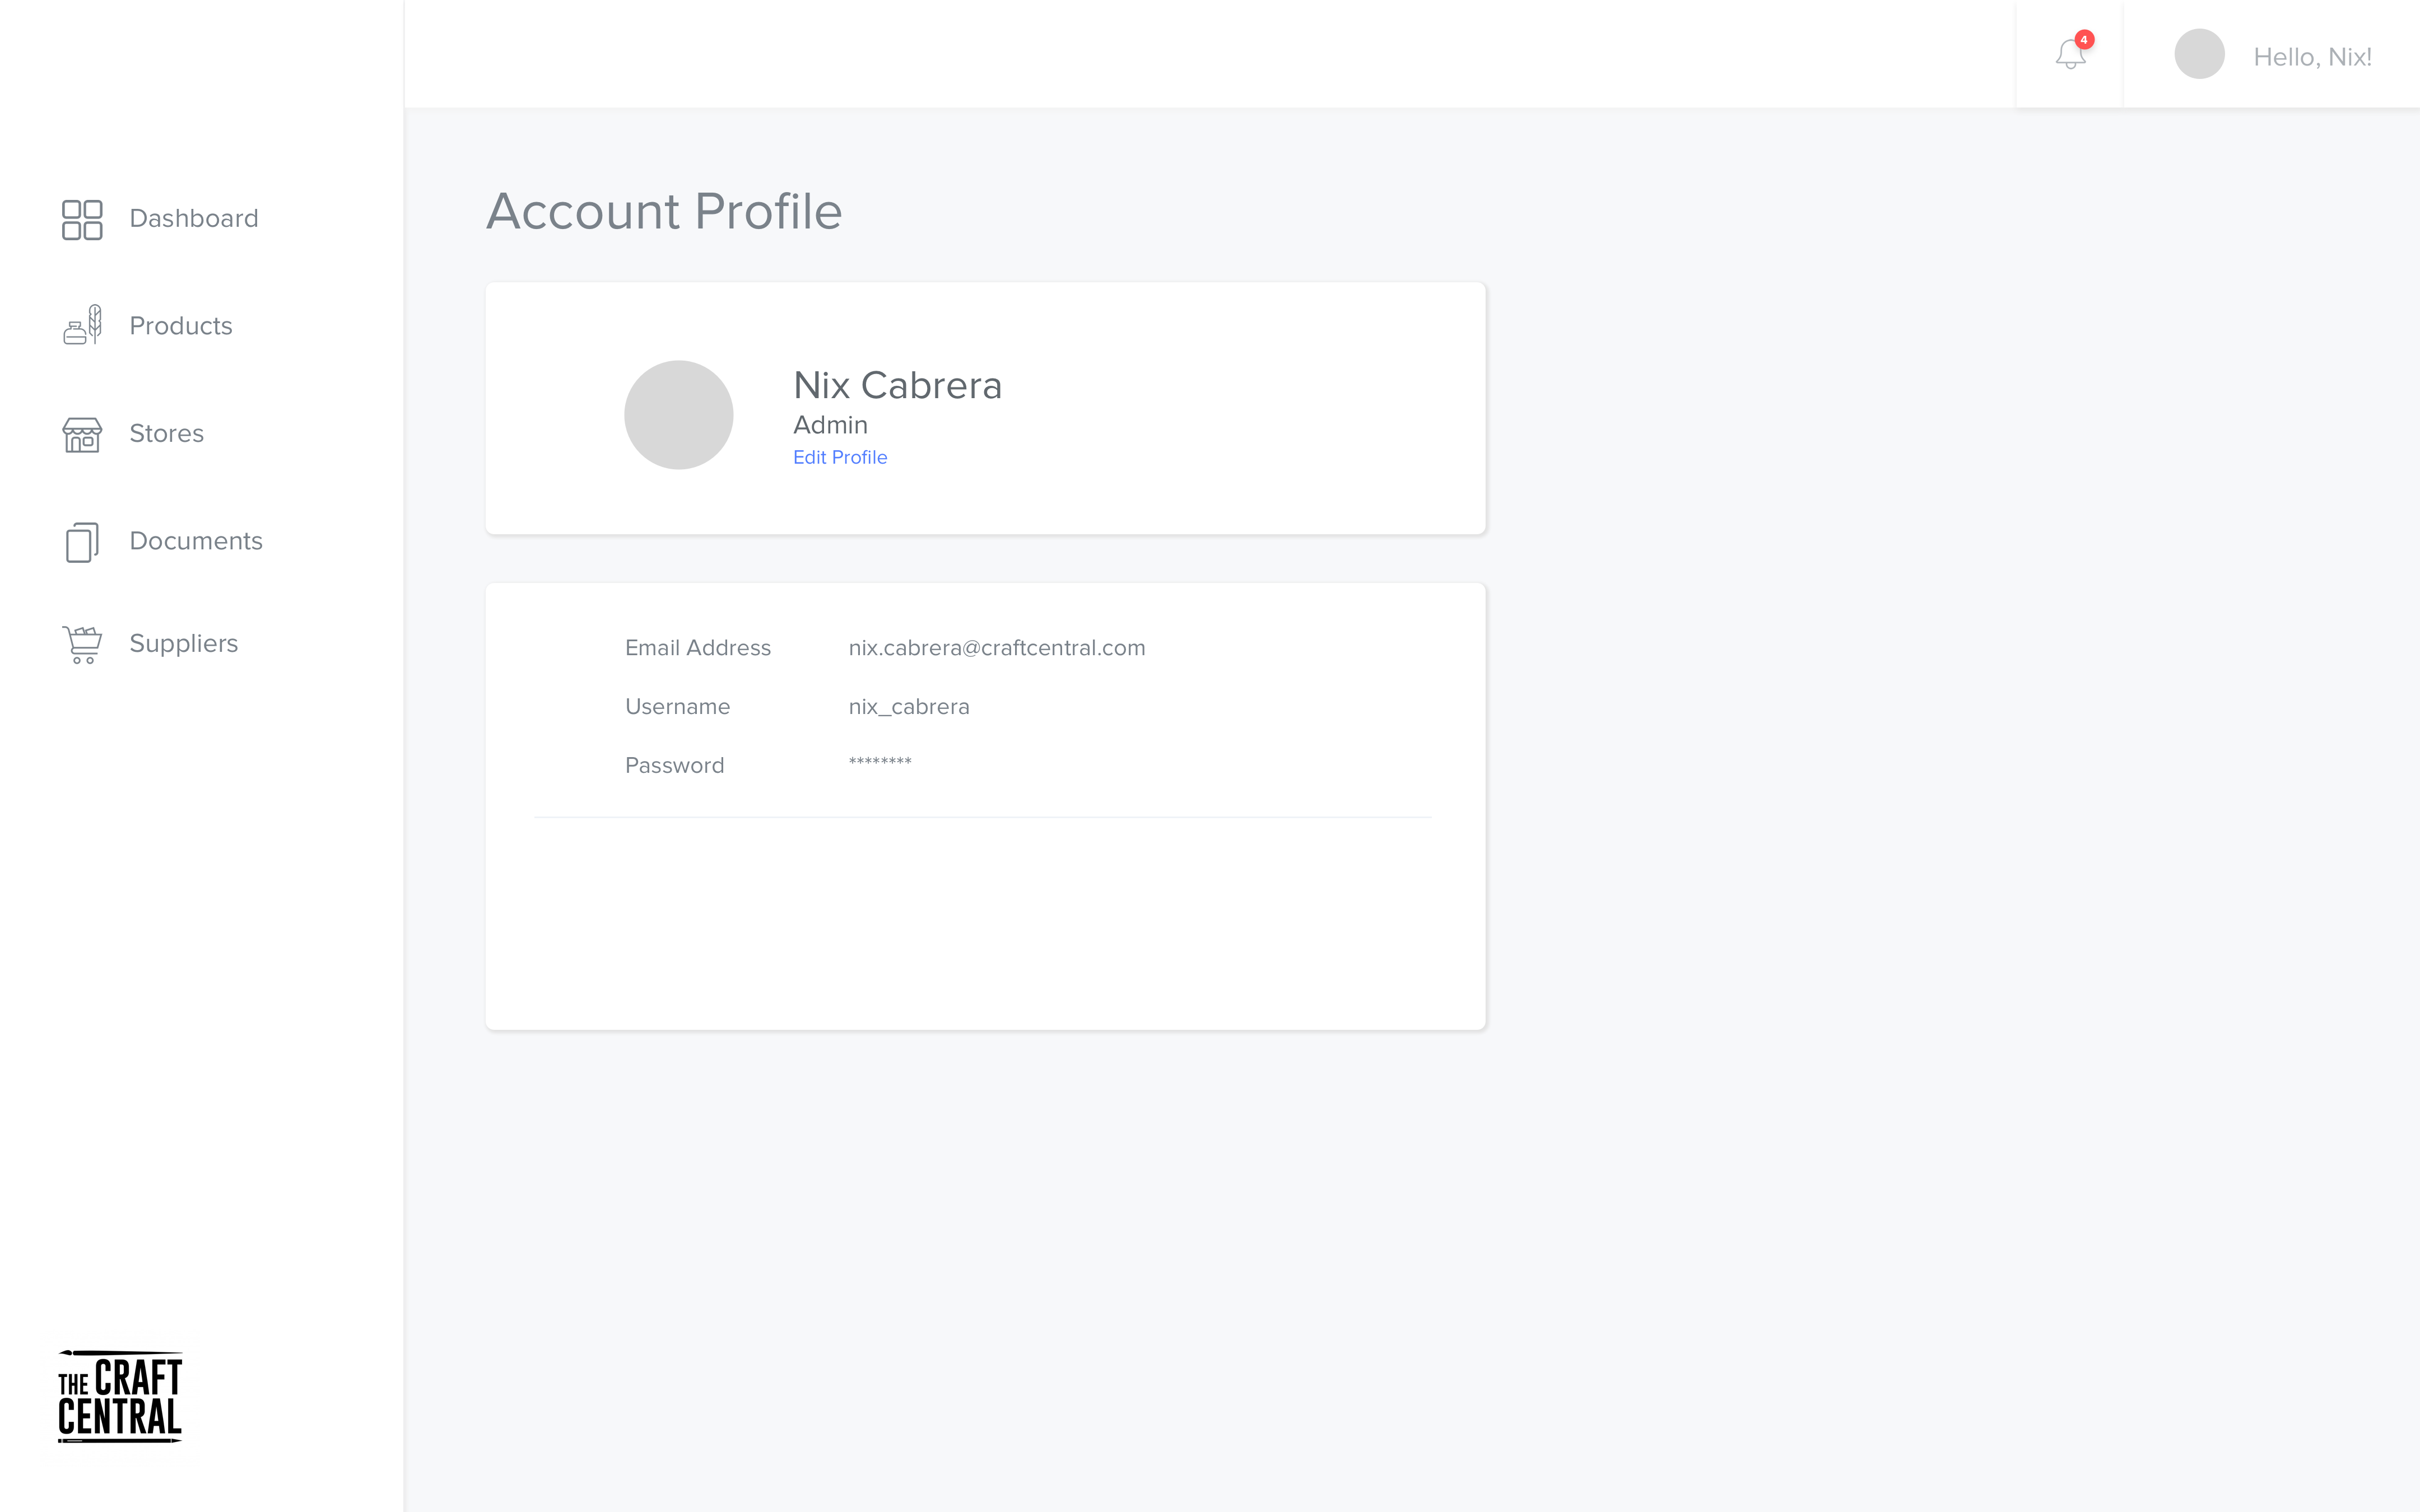 4
Hello, Nix!
Dashboard
Products
Stores
Documents
Suppliers
Account Profile
Nix Cabrera
Admin
Edit Profile
Email Address nix.cabrera@craftcentral.com
Username nix_cabrera
Password ********
THE CRAFT
CENTRAL